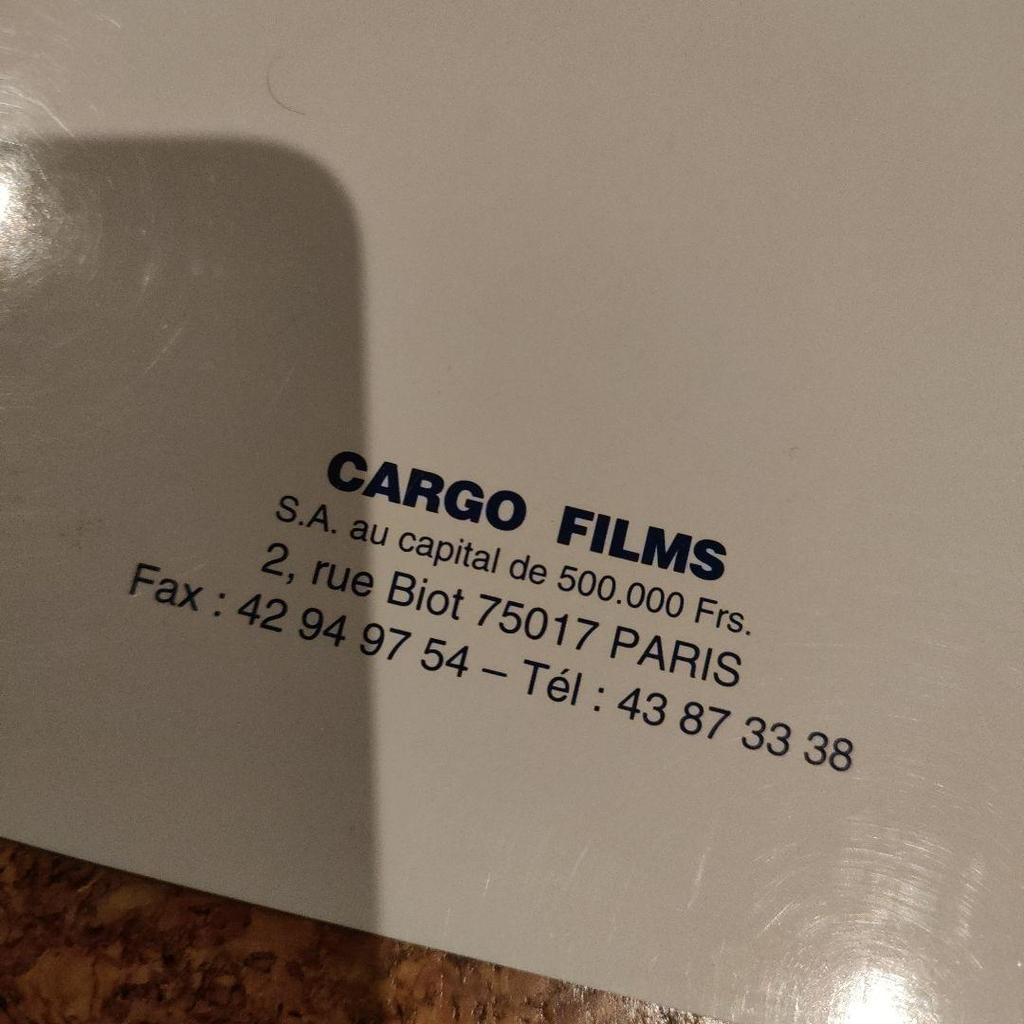 CARGO FILMS
S.A. au capital de 500.000 Frs.
2, rue Biot 75017 PARIS
Fax : 42 94 97 54 – Tél : 43 87 33 38